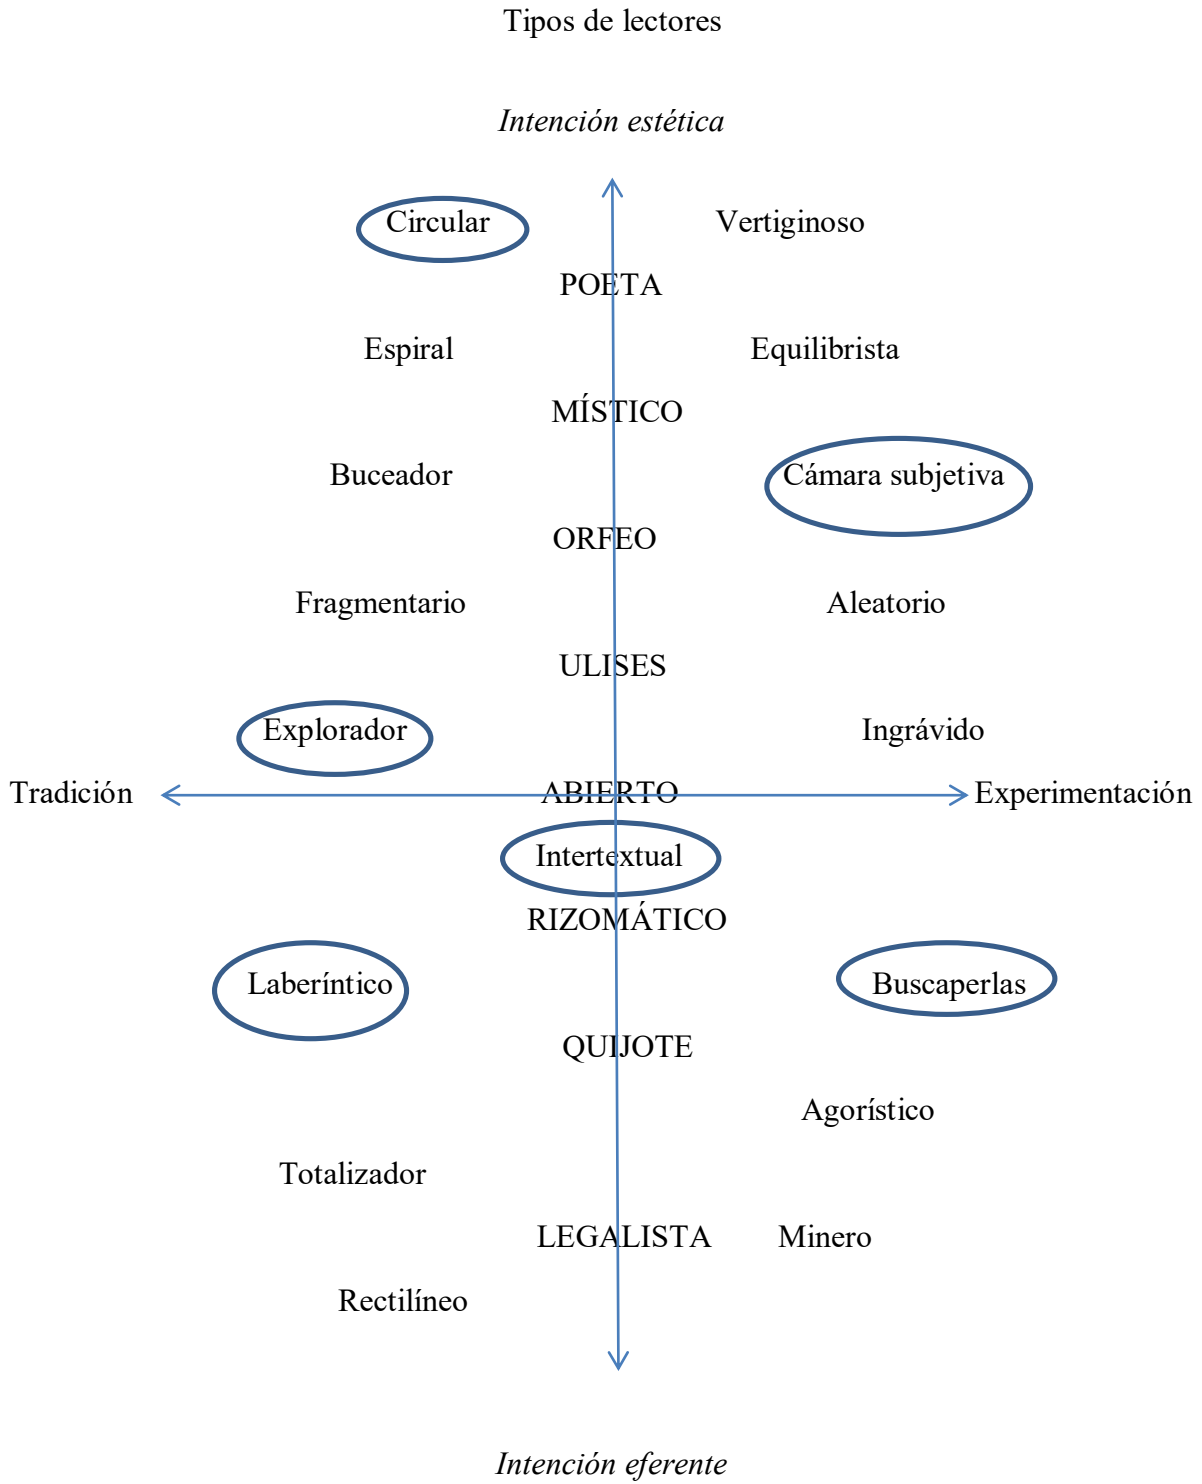 Tipos de lectores
Intención estética
Circular Vertiginoso
POETA
Espiral Equilibrista
MÍSTICO
Buceador Cámara subjetiva
ORFEO
Fragmentario Aleatorio
ULISES
Explorador Ingrávido
Tradición ABIERTO Experimentación
Intertextual
RIZOMÁTICO
Laberíntico Buscaperlas
QUIJOTE
Agorístico
Totalizador
LEGALISTA Minero
Rectilíneo
Intención eferente